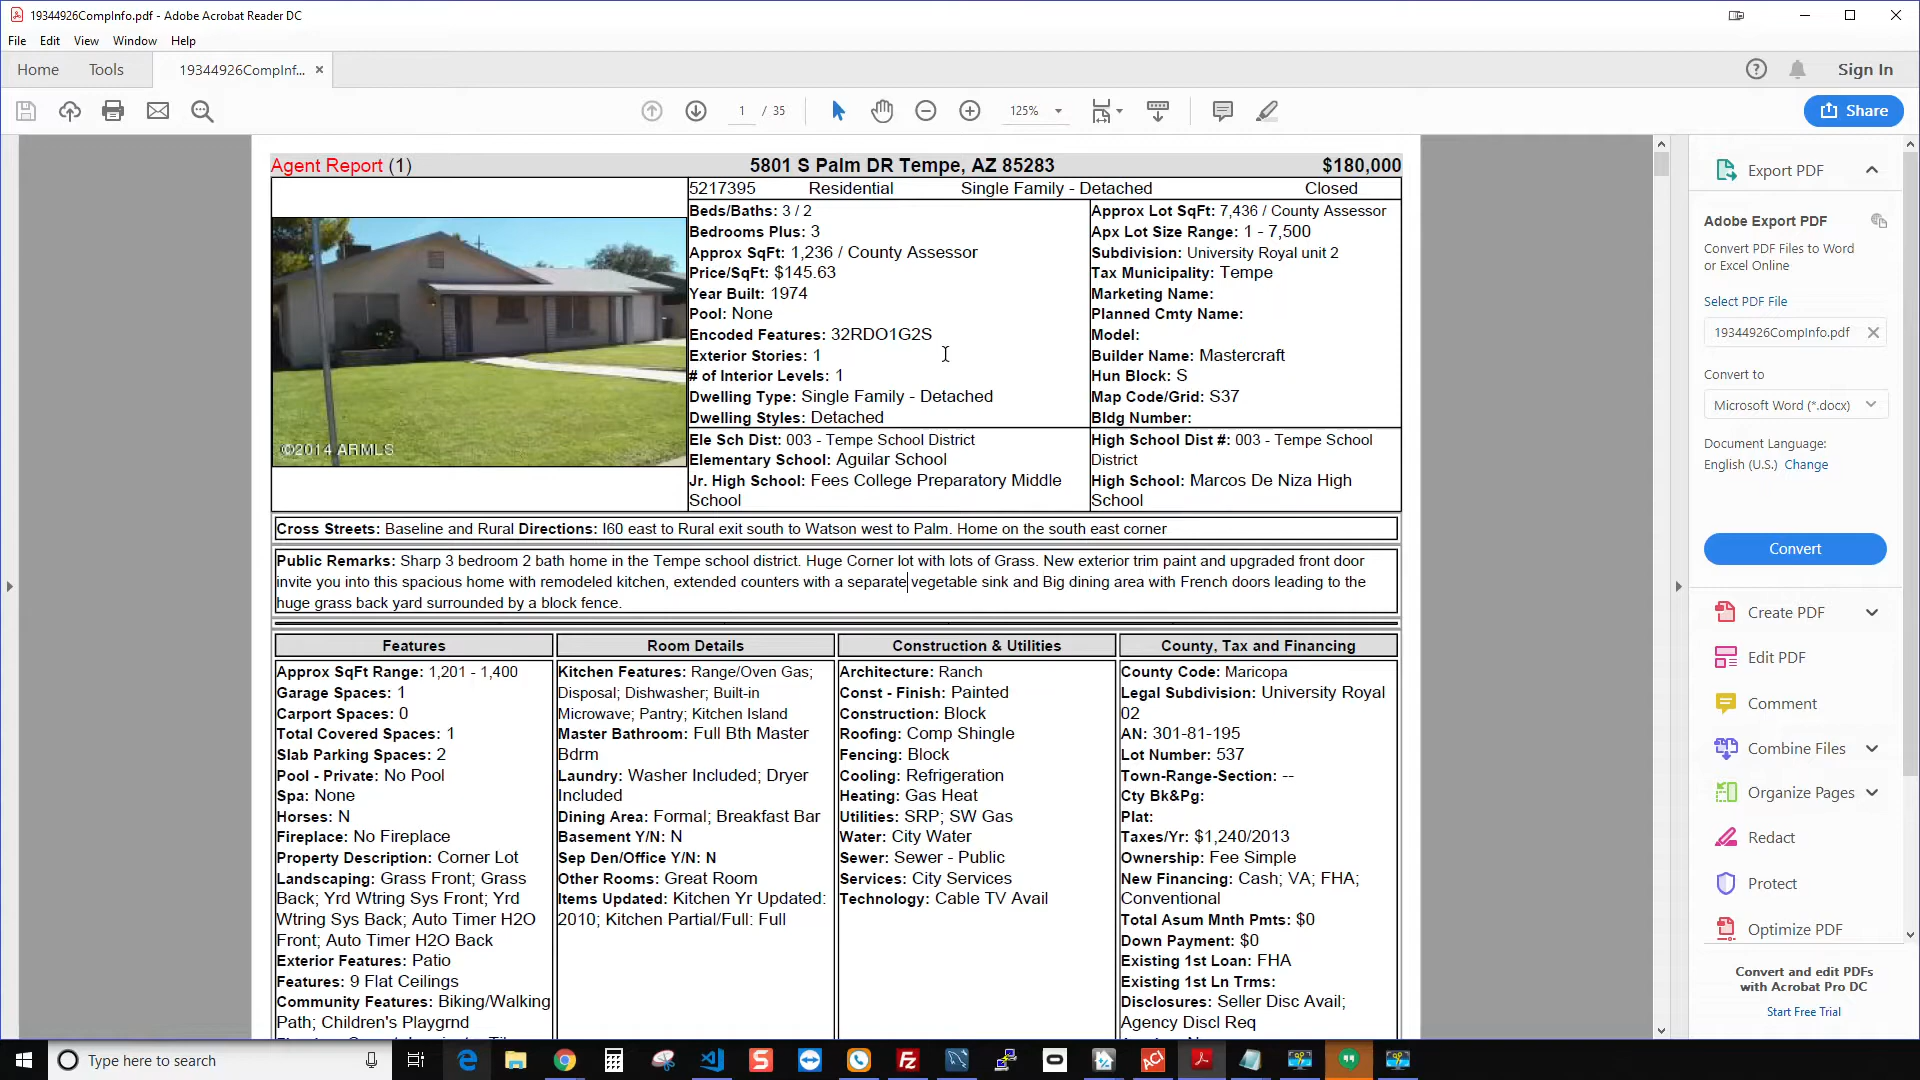 19344926CompInfo.pdf - Adobe Acrobat Reader DC
File Edit View Window Help
Home Tools 19344926CompInf... ×
Sign In
1 / 35
125%
Share
Agent Report (1) 5801 S Palm DR Tempe, AZ 85283 $180,000
5217395 Residential Single Family - Detached Closed
Beds/Baths: 3 / 2
Bedrooms Plus: 3
Approx SqFt: 1,236 / County Assessor
Price/SqFt: $145.63
Year Built: 1974
Pool: None
Encoded Features: 32RDO1G2S
Exterior Stories: 1
# of Interior Levels: 1
Dwelling Type: Single Family - Detached
Dwelling Styles: Detached
Approx Lot SqFt: 7,436 / County Assessor
Apx Lot Size Range: 1 - 7,500
Subdivision: University Royal unit 2
Tax Municipality: Tempe
Marketing Name:
Planned Cmty Name:
Model:
Builder Name: Mastercraft
Hun Block: S
Map Code/Grid: S37
Bldg Number:
©2014 ARMLS
Ele Sch Dist: 003 - Tempe School District
Elementary School: Aguilar School
Jr. High School: Fees College Preparatory Middle
School
High School Dist #: 003 - Tempe School
District
High School: Marcos De Niza High
School
Cross Streets: Baseline and Rural Directions: I60 east to Rural exit south to Watson west to Palm. Home on the south east corner
Public Remarks: Sharp 3 bedroom 2 bath home in the Tempe school district. Huge Corner lot with lots of Grass. New exterior trim paint and upgraded front door
invite you into this spacious home with remodeled kitchen, extended counters with a separate vegetable sink and Big dining area with French doors leading to the
huge grass back yard surrounded by a block fence.
Features
Approx SqFt Range: 1,201 - 1,400
Garage Spaces: 1
Carport Spaces: 0
Total Covered Spaces: 1
Slab Parking Spaces: 2
Pool - Private: No Pool
Spa: None
Horses: N
Fireplace: No Fireplace
Property Description: Corner Lot
Landscaping: Grass Front; Grass
Back; Yrd Wtring Sys Front; Yrd
Wtring Sys Back; Auto Timer H2O
Front; Auto Timer H2O Back
Exterior Features: Patio
Features: 9 Flat Ceilings
Community Features: Biking/Walking
Path; Children's Playgrnd
Room Details
Kitchen Features: Range/Oven Gas;
Disposal; Dishwasher; Built-in
Microwave; Pantry; Kitchen Island
Master Bathroom: Full Bth Master
Bdrm
Laundry: Washer Included; Dryer
Included
Dining Area: Formal; Breakfast Bar
Basement Y/N: N
Sep Den/Office Y/N: N
Other Rooms: Great Room
Items Updated: Kitchen Yr Updated:
2010; Kitchen Partial/Full: Full
Construction & Utilities
Architecture: Ranch
Const - Finish: Painted
Construction: Block
Roofing: Comp Shingle
Fencing: Block
Cooling: Refrigeration
Heating: Gas Heat
Utilities: SRP; SW Gas
Water: City Water
Sewer: Sewer - Public
Services: City Services
Technology: Cable TV Avail
County, Tax and Financing
County Code: Maricopa
Legal Subdivision: University Royal
02
AN: 301-81-195
Lot Number: 537
Town-Range-Section: --
Cty Bk&Pg:
Plat:
Taxes/Yr: $1,240/2013
Ownership: Fee Simple
New Financing: Cash; VA; FHA;
Conventional
Total Asum Mnth Pmts: $0
Down Payment: $0
Existing 1st Loan: FHA
Existing 1st Ln Trms:
Disclosures: Seller Disc Avail;
Agency Discl Req
Export PDF
Adobe Export PDF
Convert PDF Files to Word
or Excel Online
Select PDF File
19344926CompInfo.pdf
Convert to
Microsoft Word (*.docx)
Document Language:
English (U.S.) Change
Convert
Create PDF
Edit PDF
Comment
Combine Files
Organize Pages
Redact
Protect
Optimize PDF
Convert and edit PDFs
with Acrobat Pro DC
Start Free Trial
Type here to search